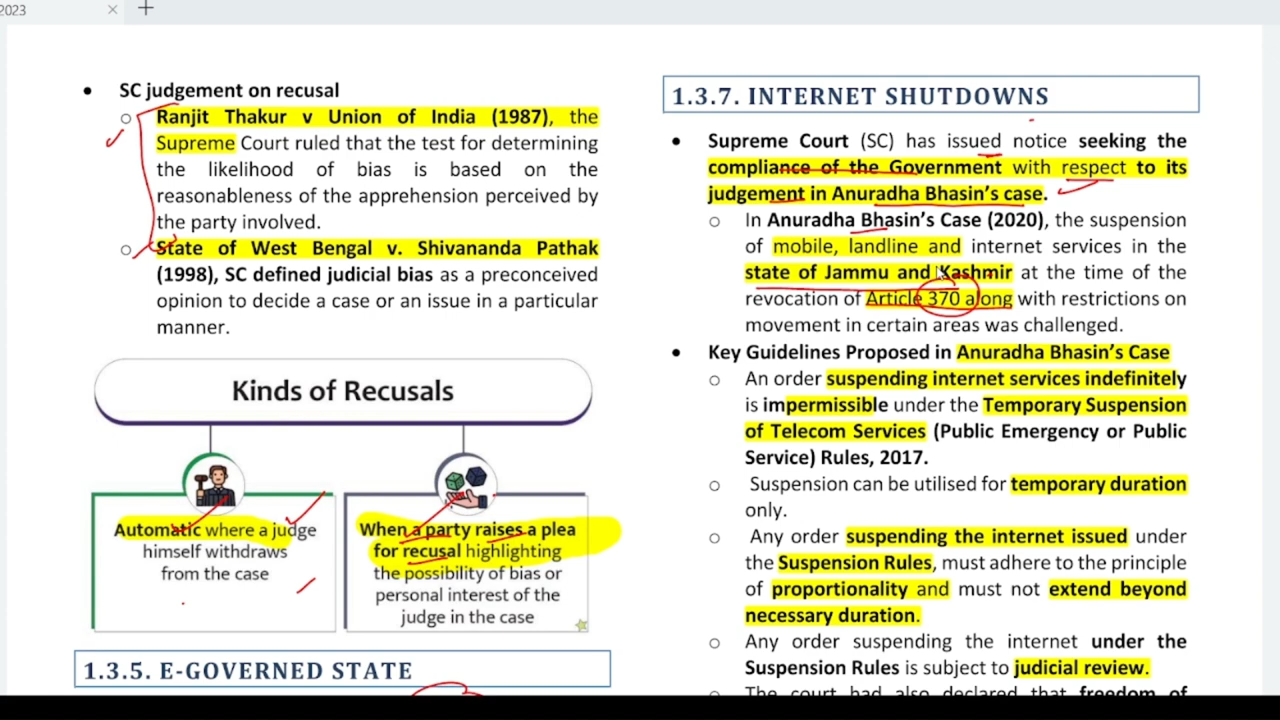 2023
SC judgement on recusal
Ranjit Thakur v Union of India (1987), the
Supreme Court ruled that the test for determining
the likelihood of bias is based on the
reasonableness of the apprehension perceived by
the party involved.
State of West Bengal v. Shivananda Pathak
(1998), SC defined judicial bias as a preconceived
opinion to decide a case or an issue in a particular
manner.
Kinds of Recusals
Automatic where a judge
himself withdraws
from the case
When a party raises a plea
for recusal highlighting
the possibility of bias or
personal interest of the
judge in the case
1.3.5. E-GOVERNED STATE
1.3.7. INTERNET SHUTDOWNS
Supreme Court (SC) has issued notice seeking the
compliance of the Government with respect to its
judgement in Anuradha Bhasin's case.
In Anuradha Bhasin's Case (2020), the suspension
of mobile, landline and internet services in the
state of Jammu and Kashmir at the time of the
revocation of Article 370 along with restrictions on
movement in certain areas was challenged.
Key Guidelines Proposed in Anuradha Bhasin's Case
An order suspending internet services indefinitely
is impermissible under the Temporary Suspension
of Telecom Services (Public Emergency or Public
Service) Rules, 2017.
Suspension can be utilised for temporary duration
only.
Any order suspending the internet issued under
the Suspension Rules, must adhere to the principle
of proportionality and must not extend beyond
necessary duration.
Any order suspending the internet under the
Suspension Rules is subject to judicial review.
The court had also declared that freedom of